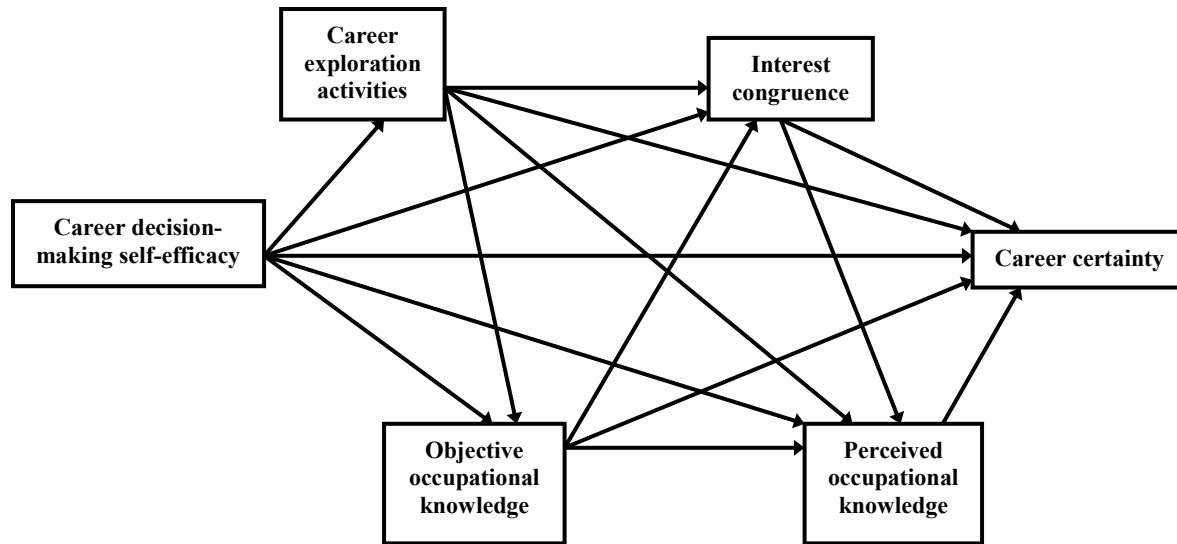 Career
exploration
activities
Interest
congruence
Career decision-
making self-efficacy
Career certainty
Objective
occupational
knowledge
Perceived
occupational
knowledge